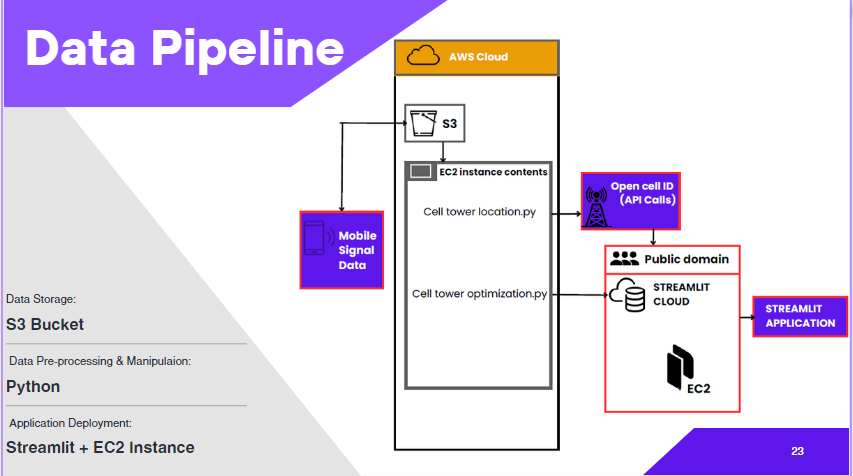 Data Pipeline
AWS Cloud
S3
EC2 instance contents
Cell tower location.py
Cell tower optimization.py
Mobile
Signal
Data
Open cell ID
(API Calls)
Public domain
STREAMLIT
CLOUD
EC2
STREAMLIT
APPLICATION
Data Storage:
S3 Bucket
Data Pre-processing & Manipulaion:
Python
Application Deployment:
Streamlit + EC2 Instance
23